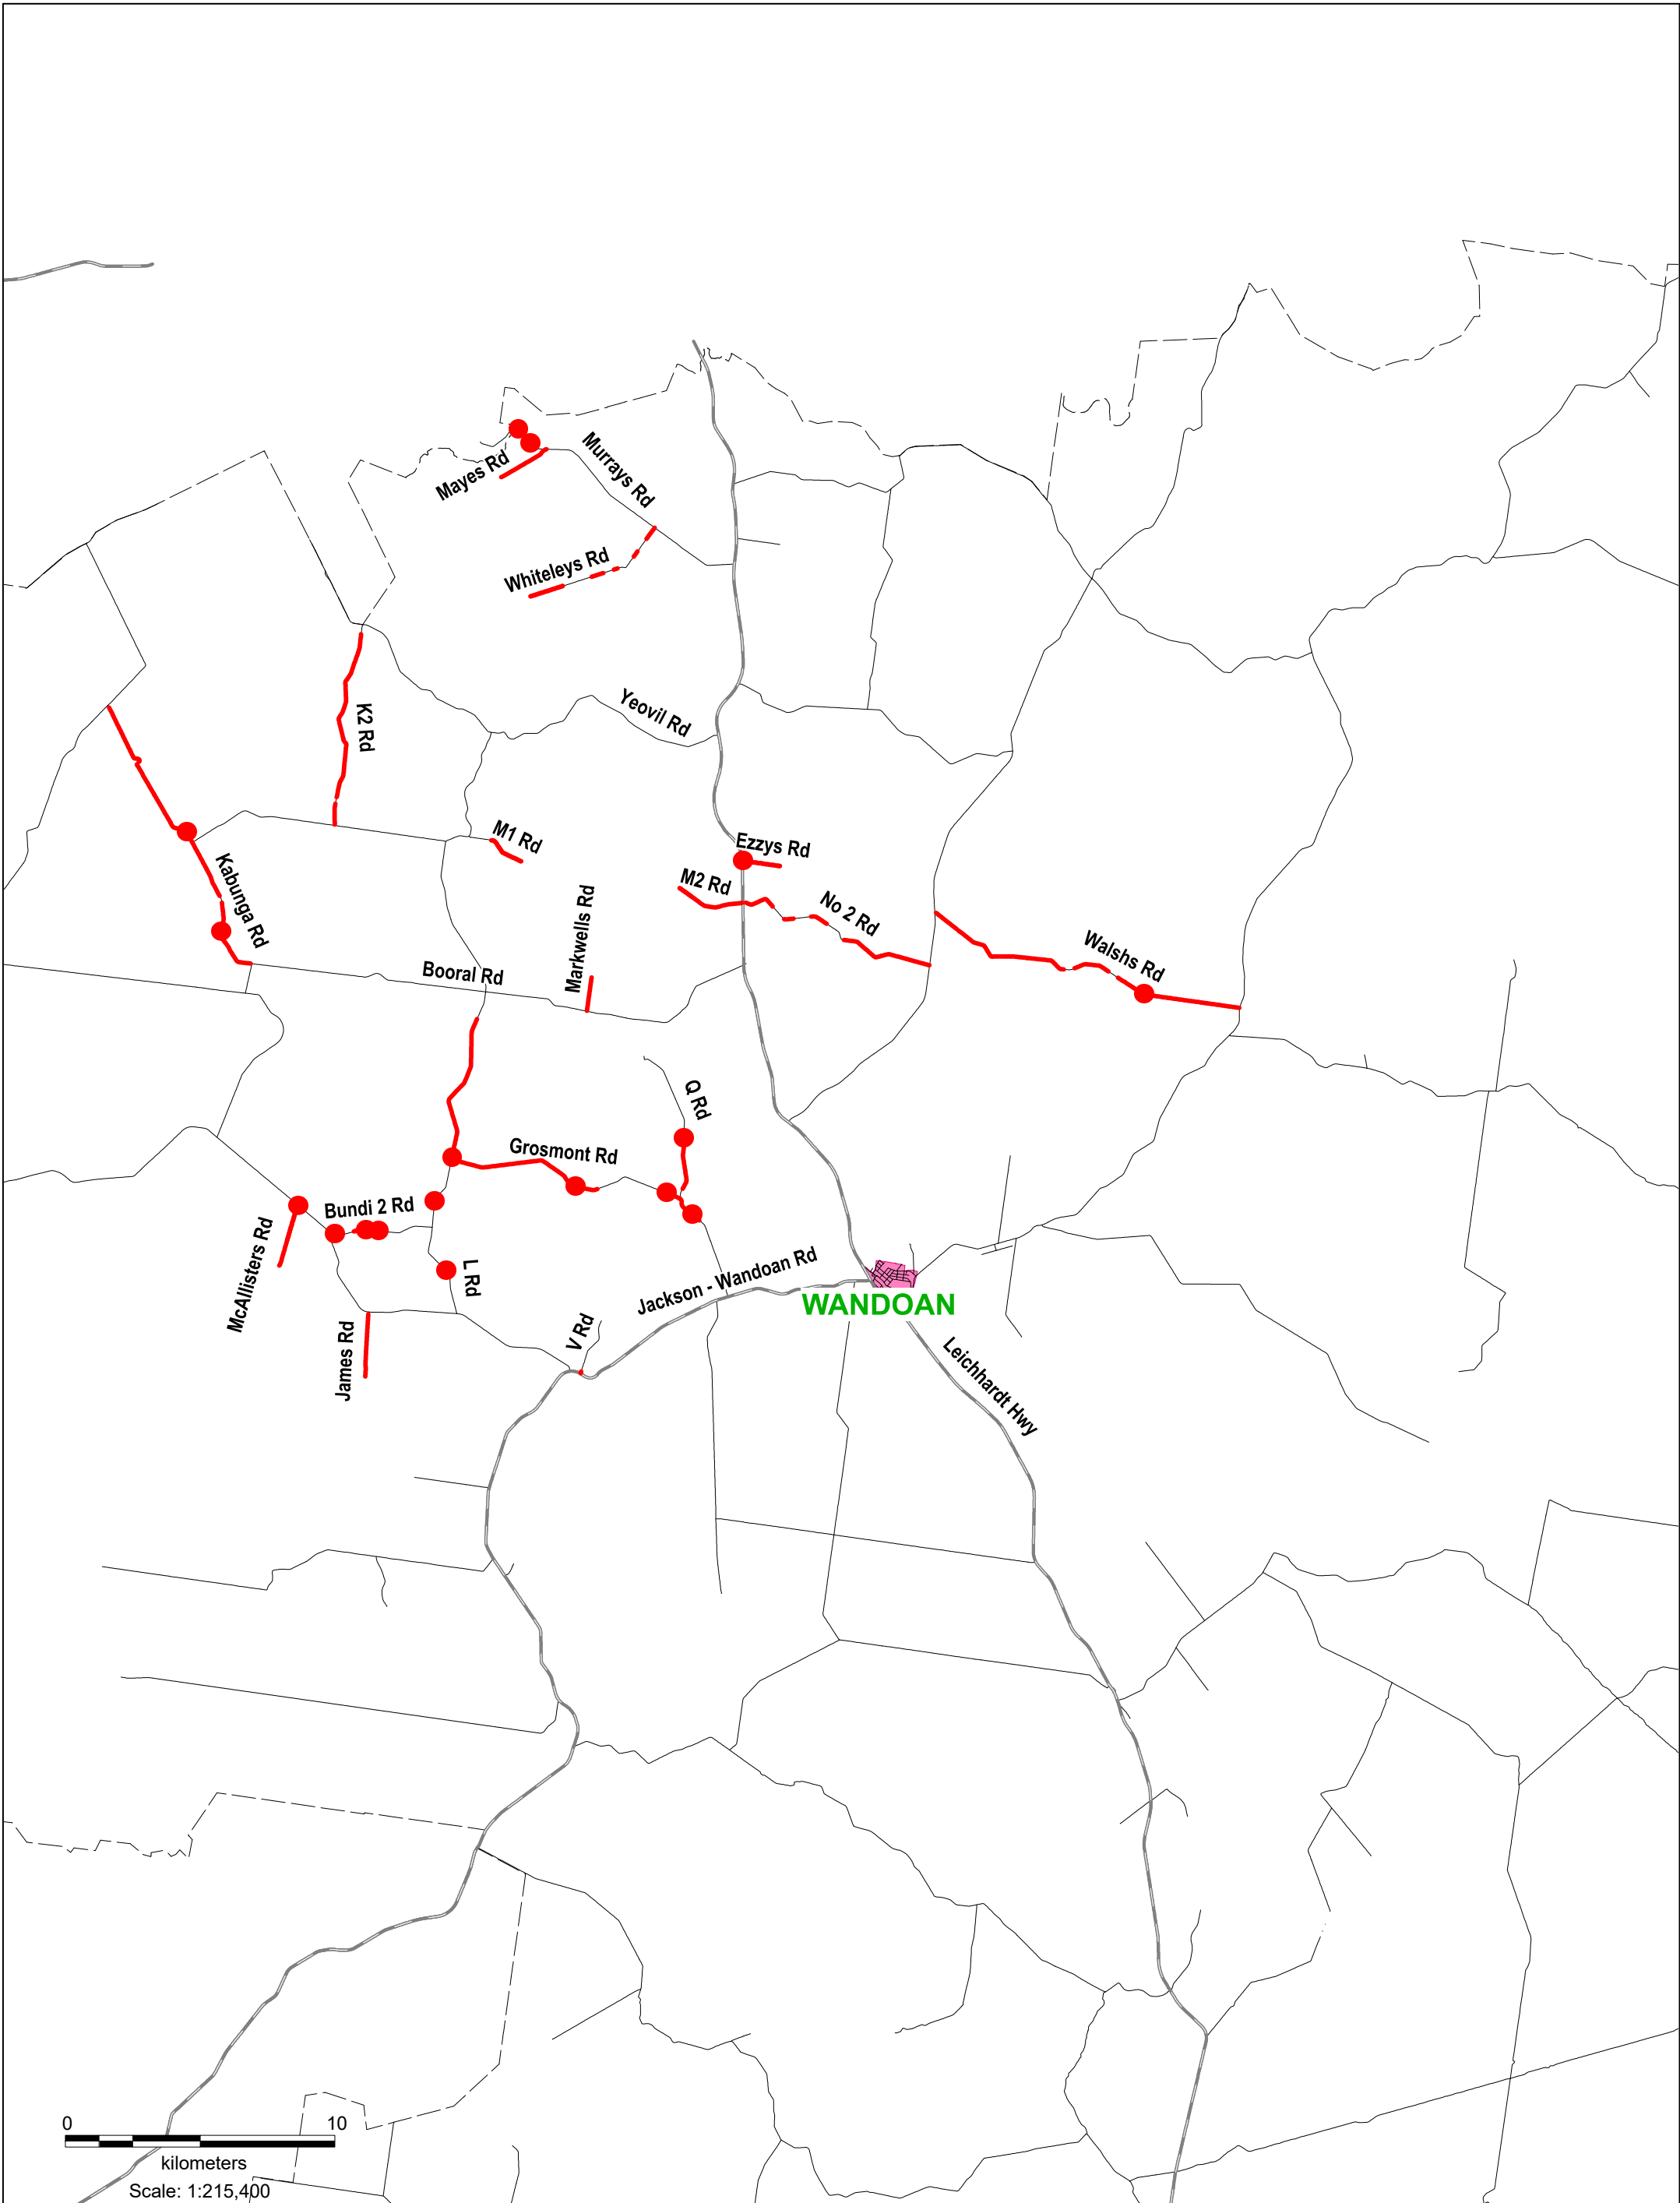 Murrays Rd
Mayes Rd
Whiteleys Rd
Yeovil Rd
K2 Rd
M1 Rd
Ezzys Rd
M2 Rd
No 2 Rd
Kabunga Rd
Markwells Rd
Walshs Rd
Booral Rd
Q Rd
Grosmont Rd
Bundi 2 Rd
McAllisters Rd
L Rd
Jackson - Wandoan Rd
WANDOAN
V Rd
James Rd
Leichhardt Hwy
0 10
kilometers
Scale: 1:215,400